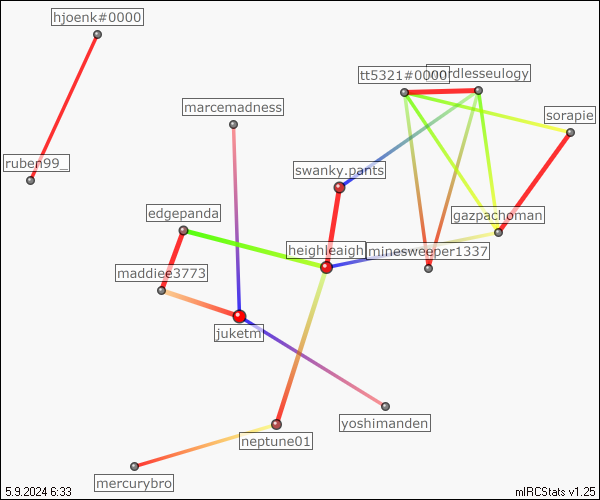 hjoenk#0000
tt5321#0000
wordlesseulogy
marcemadness
sorapie
ruben99_
swanky.pants
edgepanda
gazpachoman
heighleaigh
minesweeper1337
maddiee3773
juketm
yoshimanden
neptune01
mercurybro
5.9.2024 6:33
mIRCStats v1.25